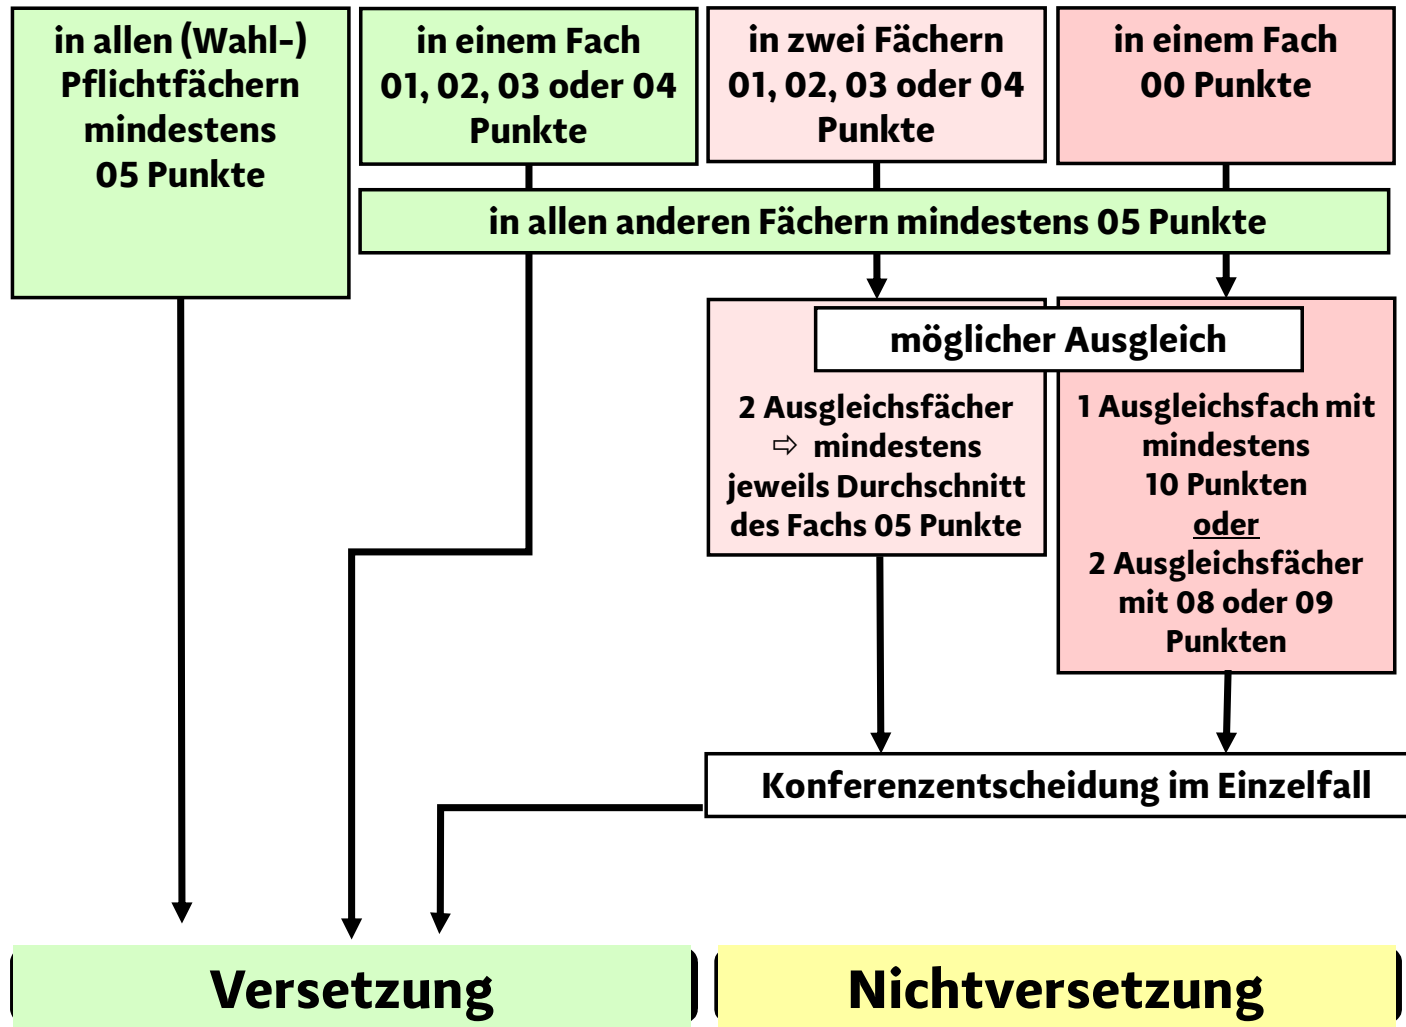 in allen (Wahl-)
Pflichtfächern
mindestens
05 Punkte
in einem Fach
01, 02, 03 oder 04
Punkte
in zwei Fächern
01, 02, 03 oder 04
Punkte
in einem Fach
00 Punkte
in allen anderen Fächern mindestens 05 Punkte
möglicher Ausgleich
2 Ausgleichsfächer
⇨ mindestens
jeweils Durchschnitt
des Fachs 05 Punkte
1 Ausgleichsfach mit
mindestens
10 Punkten
oder
2 Ausgleichsfächer
mit 08 oder 09
Punkten
Konferenzentscheidung im Einzelfall
Versetzung
Nichtversetzung